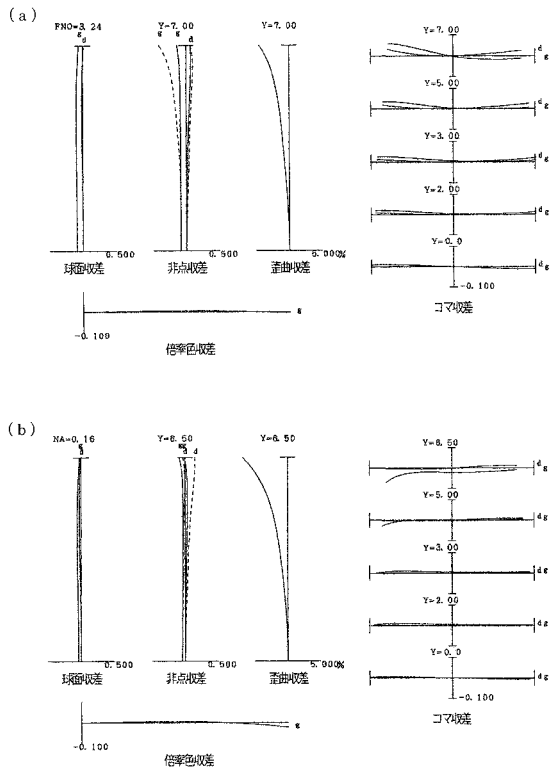 (a)
FNO=3.24
g
d
0.500
球面収差
Y=7.00
g g d
0.500
非点収差
Y=7.00
5.000%
歪曲収差
g
-0.100
倍率色収差
Y=7.00
d g
Y=5.00
d g
Y=3.00
d g
Y=2.00
d g
Y=0.0
d g
-0.100
コマ収差
(b)
NA=0.16
g
d
0.500
球面収差
Y=6.50
gg
d d
0.500
非点収差
Y=6.50
5.000%
歪曲収差
g
-0.100
倍率色収差
Y=6.50
d g
Y=5.00
d g
Y=3.00
d g
Y=2.00
d g
Y=0.0
d g
-0.100
コマ収差